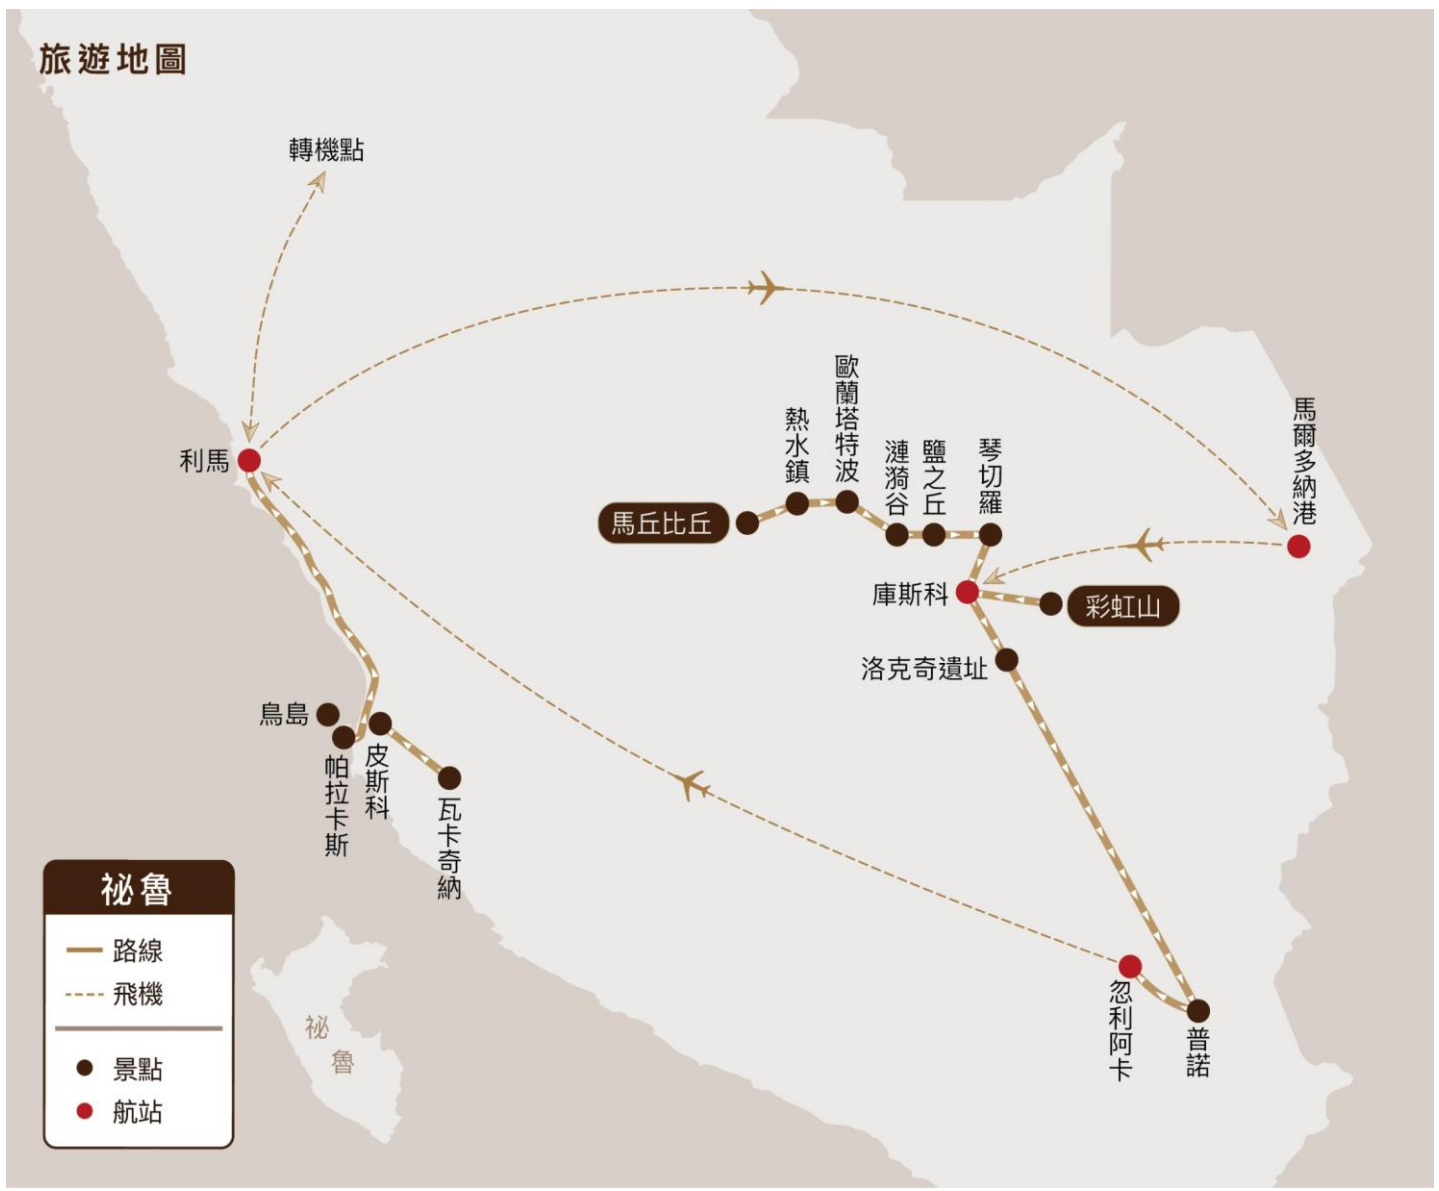 旅遊地圖
轉機點
利馬
馬丘比丘
熱水鎮
歐蘭塔特波
漣漪谷
鹽之丘
琴切羅
馬爾多納港
庫斯科
彩虹山
洛克奇遺址
鳥島
帕拉卡斯
皮斯科
瓦卡奇納
忽利阿卡
普諾
祕魯
路線
飛機
景點
航站
祕魯